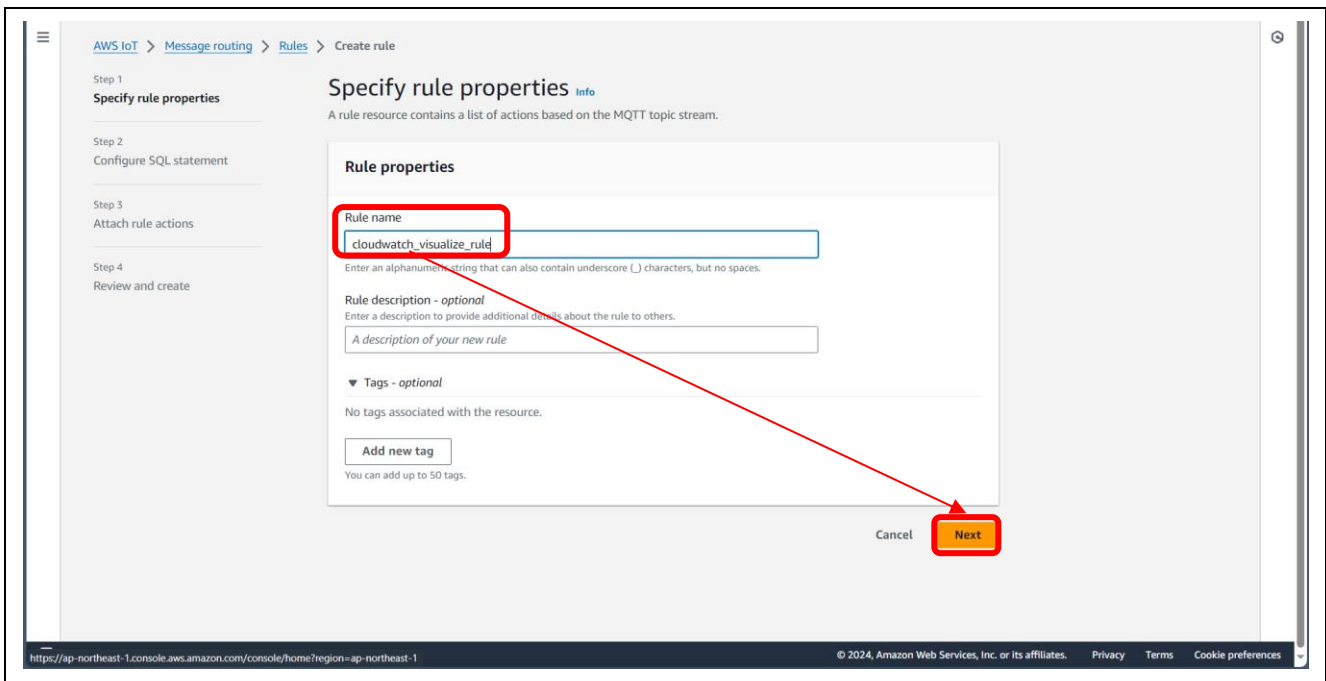 AWS IoT > Message routing > Rules > Create rule
Step 1
Specify rule properties
Step 2
Configure SQL statement
Step 3
Attach rule actions
Step 4
Review and create
Specify rule properties Info
A rule resource contains a list of actions based on the MQTT topic stream.
Rule properties
Rule name
cloudwatch_visualize_rule
Enter an alphanumeric string that can also contain underscore (_) characters, but no spaces.
Rule description - optional
Enter a description to provide additional details about the rule to others.
A description of your new rule
▼ Tags - optional
No tags associated with the resource.
Add new tag
You can add up to 50 tags.
Cancel Next
https://ap-northeast-1.console.aws.amazon.com/console/home?region=ap-northeast-1
© 2024, Amazon Web Services, Inc. or its affiliates. Privacy Terms Cookie preferences